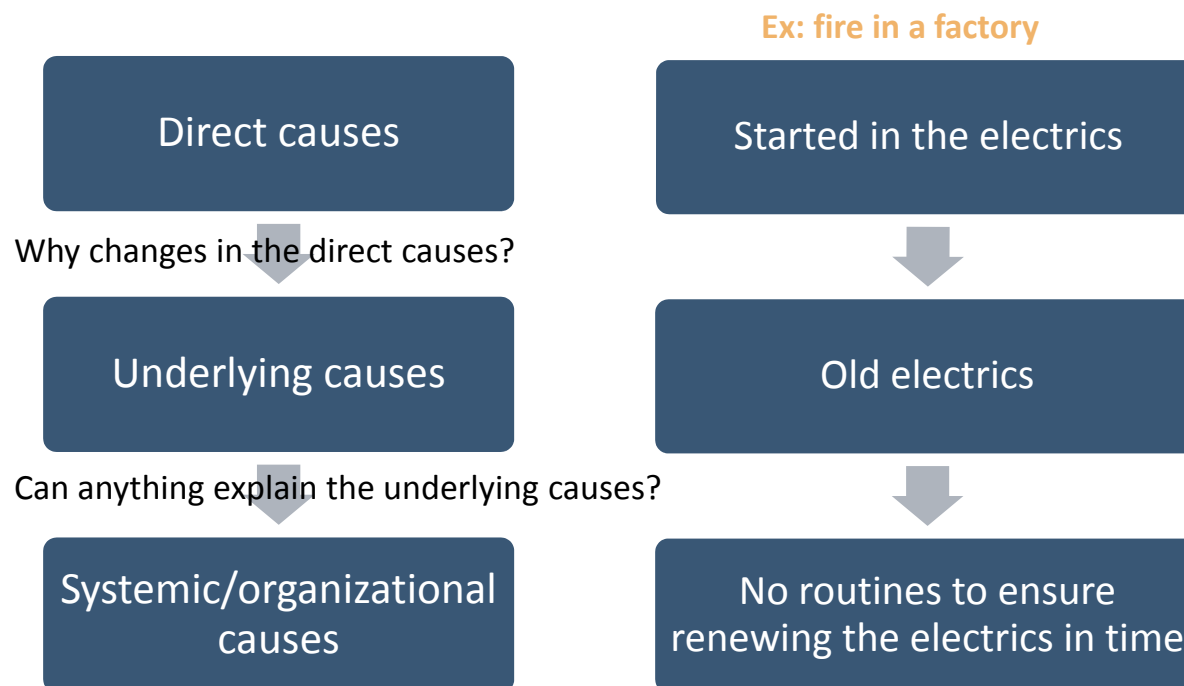 Ex: fire in a factory
Direct causes
Started in the electrics
Why changes in the direct causes?
Underlying causes
Old electrics
Can anything explain the underlying causes?
Systemic/organizational
causes
No routines to ensure
renewing the electrics in time